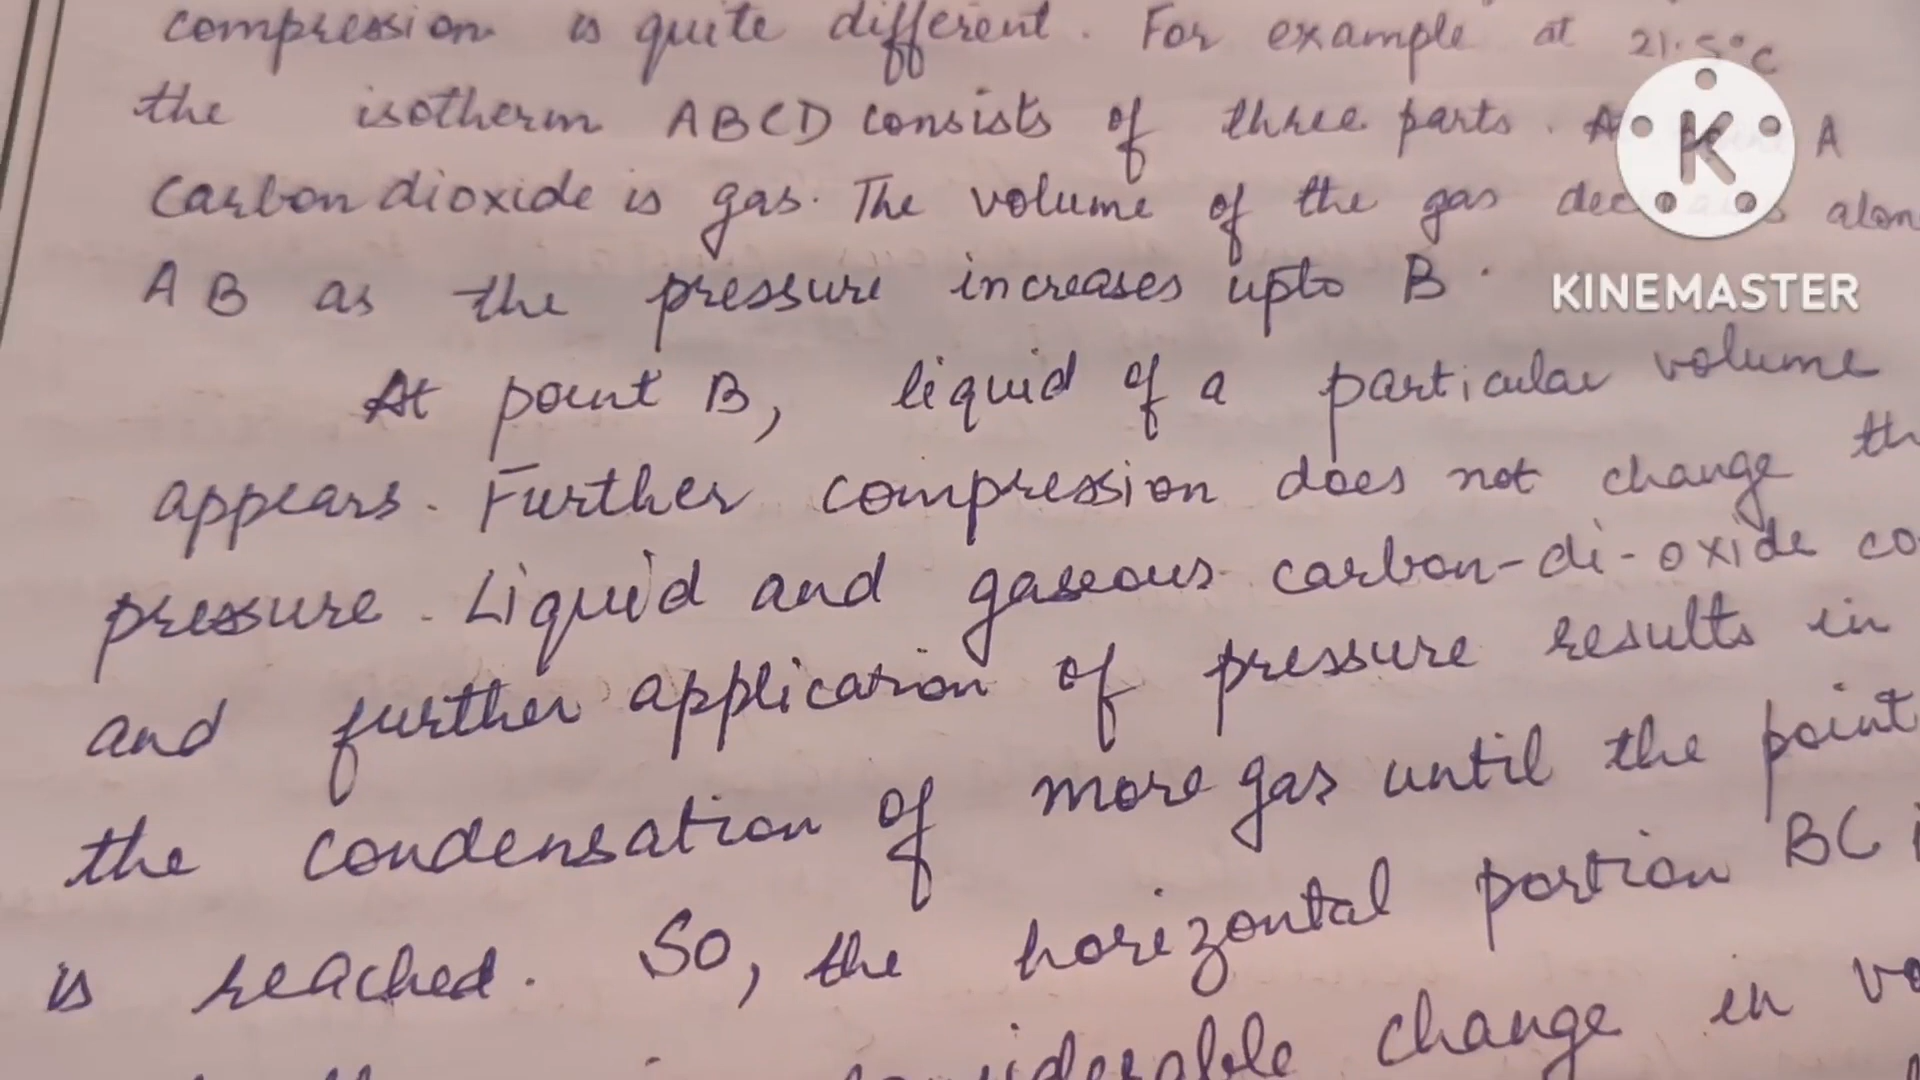 compression is quite different. For example at 21.5°C
the isotherm ABCD consists of three parts. A
Carbon dioxide is gas. The volume of the gas
AB as the pressure increases upto B.
K
KINEMASTER
At point B, liquid of a particular volume
appears. Further compression does not change
pressure. Liquid and gaseous carbon-di-oxide
and further application of pressure results in
the condensation of more gas until the point
is reached. So, the horizontal portion BC
change in